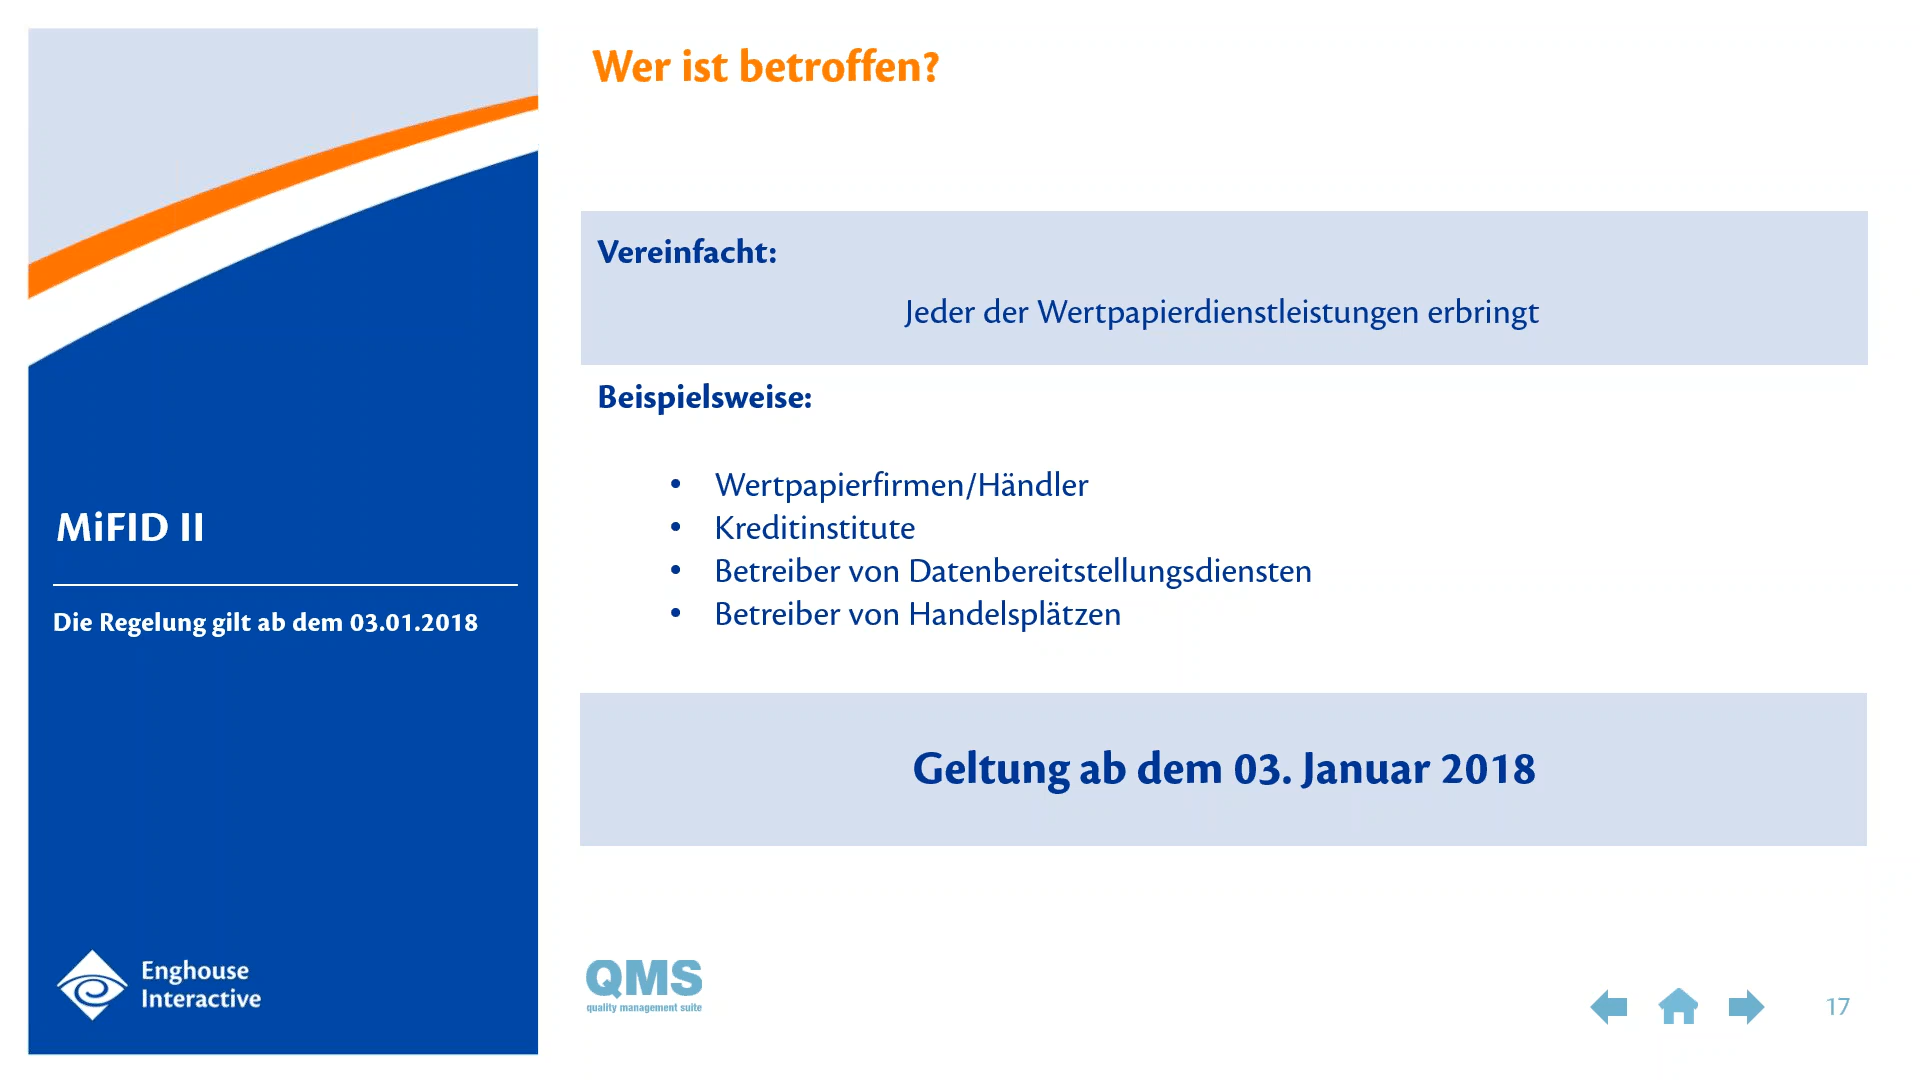 Wer ist betroffen?
Vereinfacht:
Jeder der Wertpapierdienstleistungen erbringt
Beispielsweise:
• Wertpapierfirmen/Händler
• Kreditinstitute
• Betreiber von Datenbereitstellungsdiensten
• Betreiber von Handelsplätzen
Geltung ab dem 03. Januar 2018
MiFID II
Die Regelung gilt ab dem 03.01.2018
Enghouse
Interactive
QMS
quality management suite
17